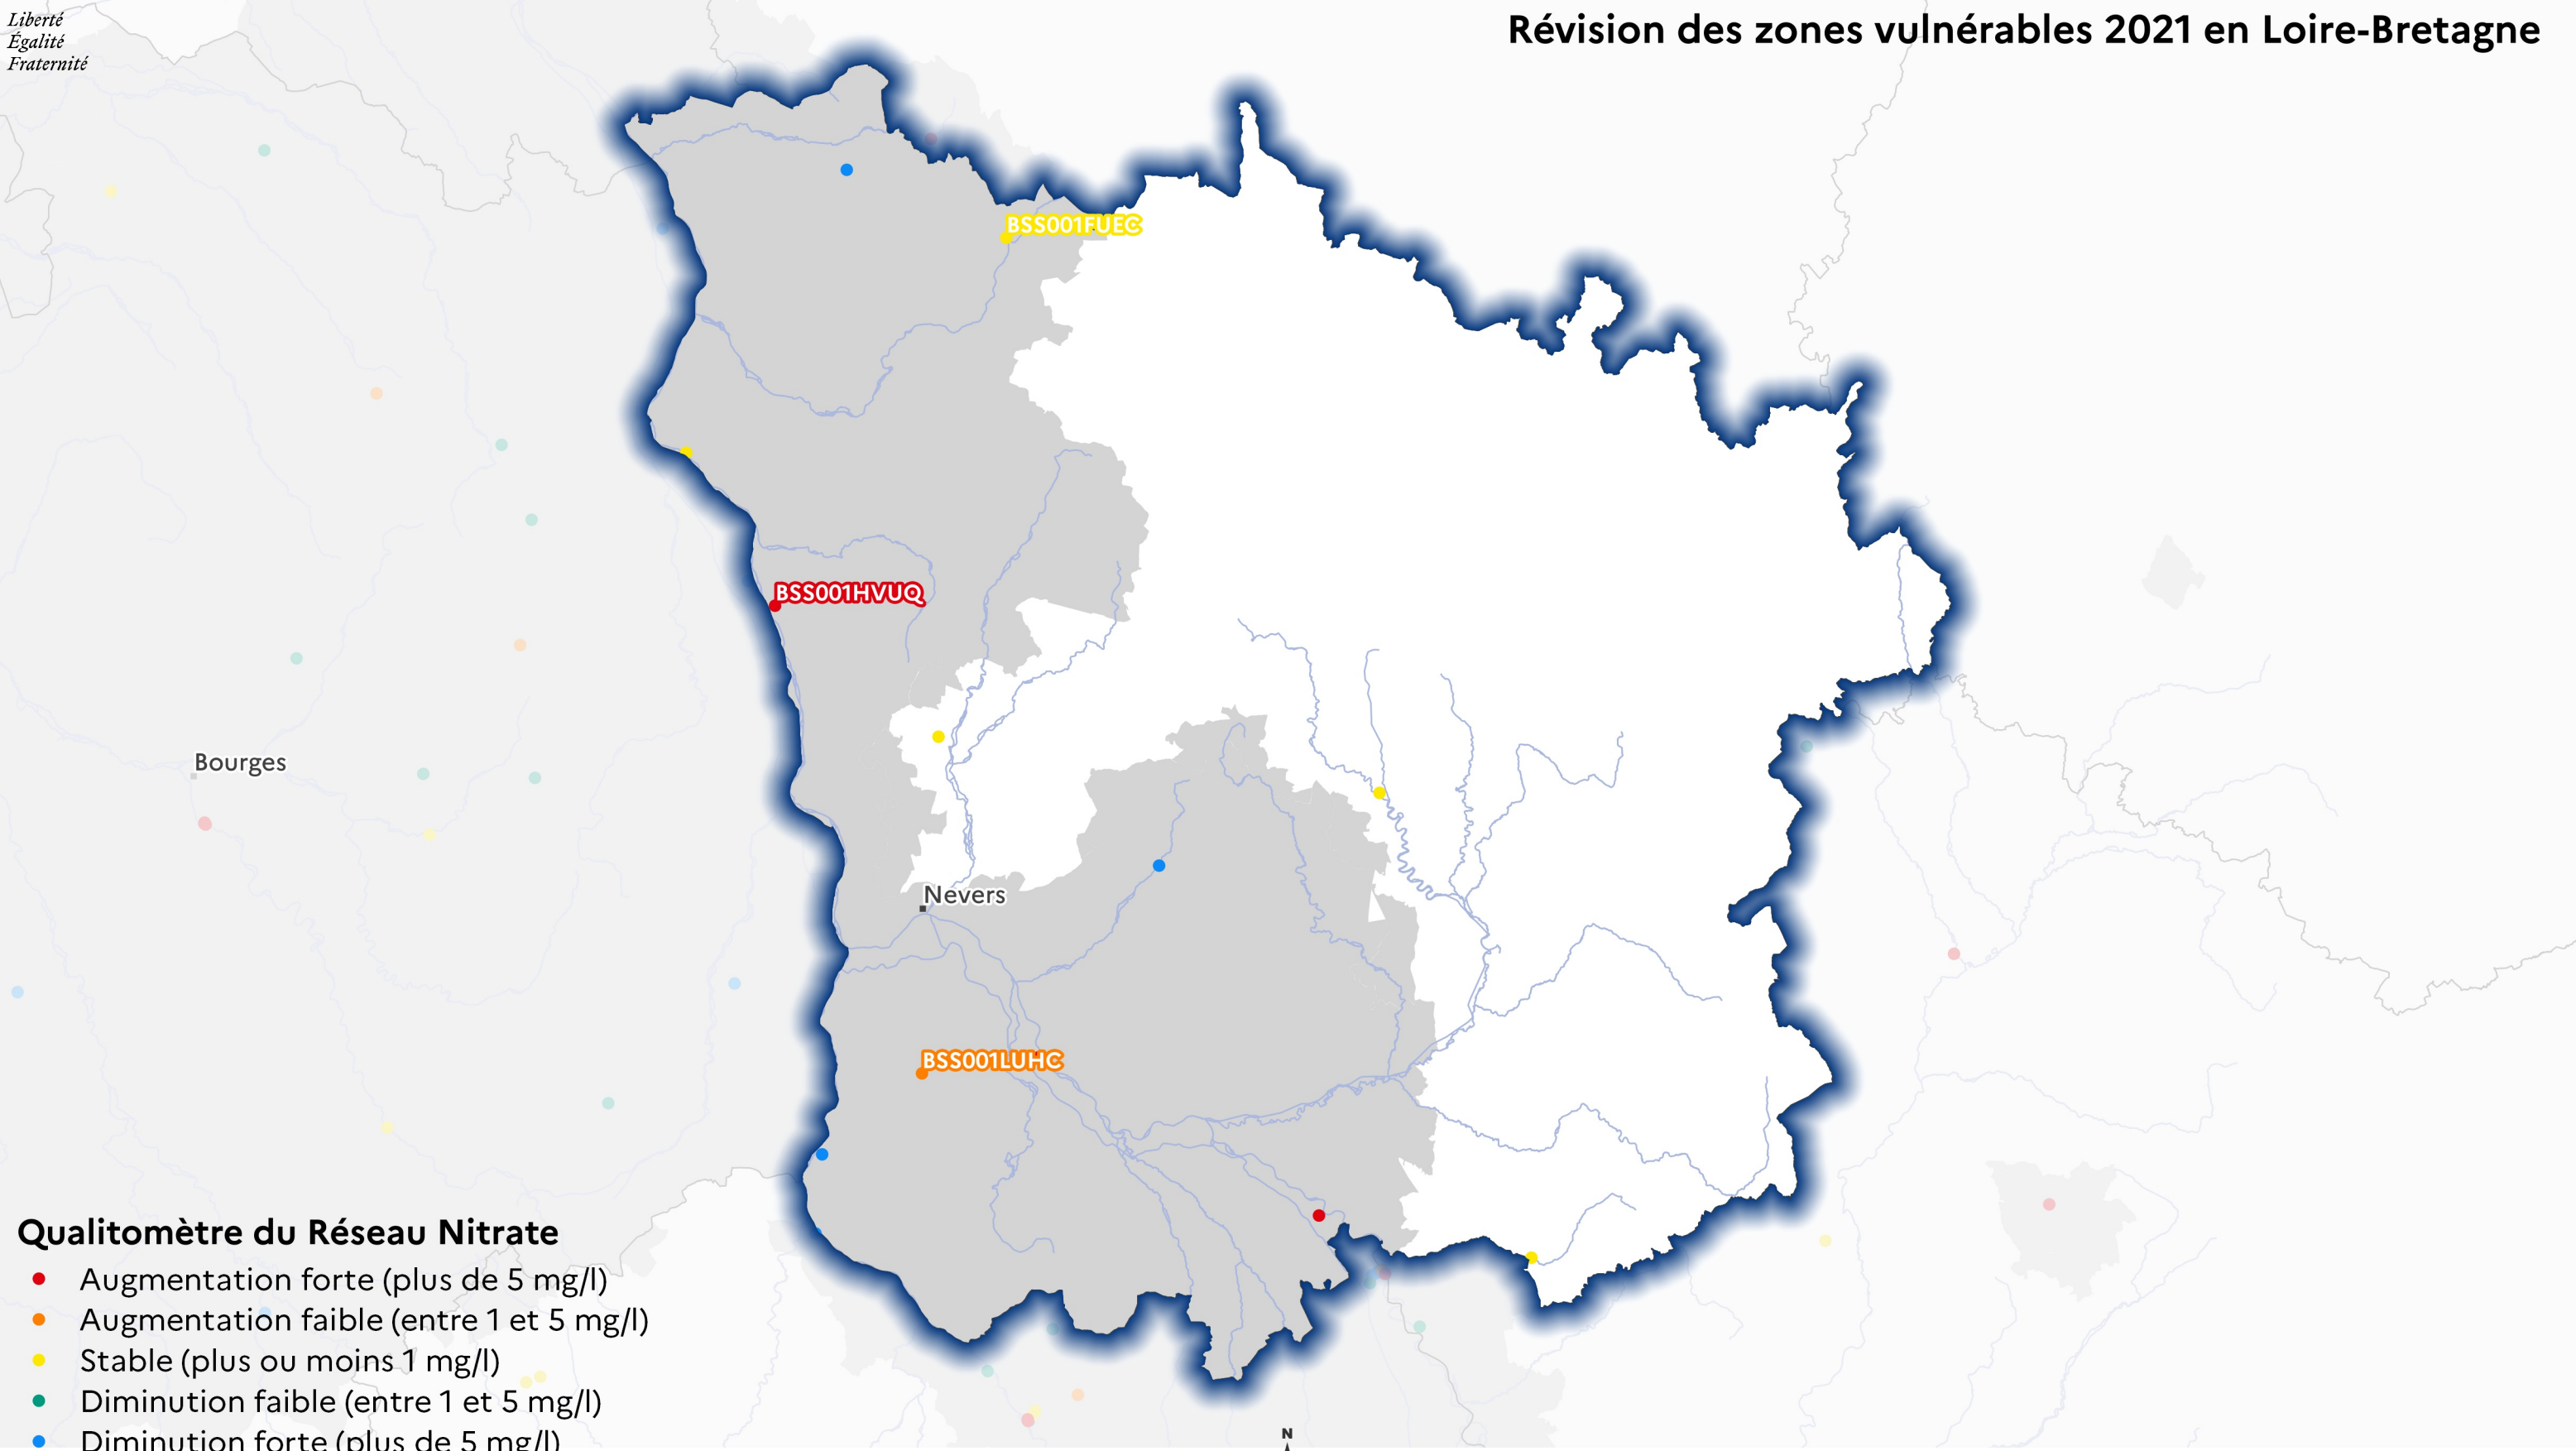 Liberté
Égalité
Fraternité
Révision des zones vulnérables 2021 en Loire-Bretagne
BSS001FUEC
BSS001HVUQ
Bourges
Nevers
BSS001LUHC
Qualitomètre du Réseau Nitrate
Augmentation forte (plus de 5 mg/l)
Augmentation faible (entre 1 et 5 mg/l)
Stable (plus ou moins 1 mg/l)
Diminution faible (entre 1 et 5 mg/l)
Diminution forte (plus de 5 mg/l)
N